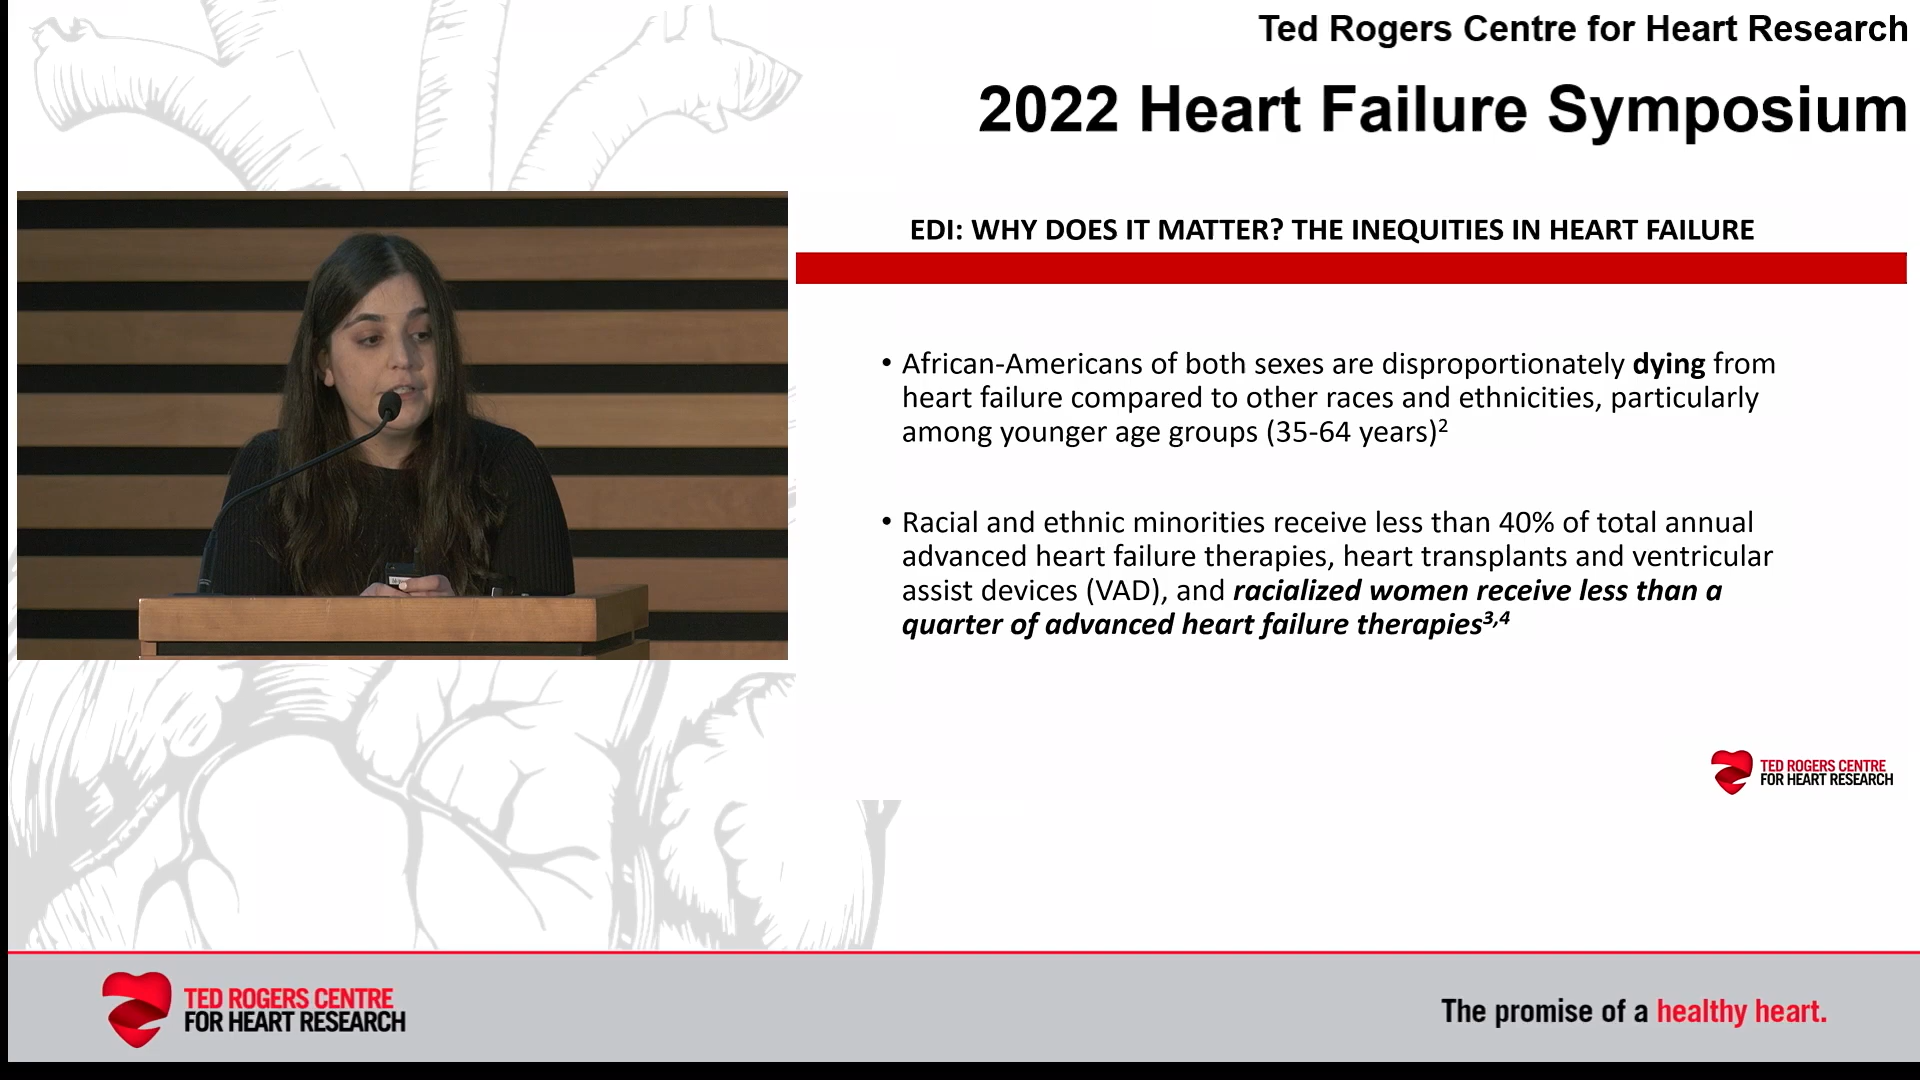 Ted Rogers Centre for Heart Research
2022 Heart Failure Symposium
EDI: WHY DOES IT MATTER? THE INEQUITIES IN HEART FAILURE
• African-Americans of both sexes are disproportionately dying from
heart failure compared to other races and ethnicities, particularly
among younger age groups (35-64 years)2
• Racial and ethnic minorities receive less than 40% of total annual
advanced heart failure therapies, heart transplants and ventricular
assist devices (VAD), and racialized women receive less than a
quarter of advanced heart failure therapies3,4
TED ROGERS CENTRE
FOR HEART RESEARCH
TED ROGERS CENTRE
FOR HEART RESEARCH
The promise of a healthy heart.